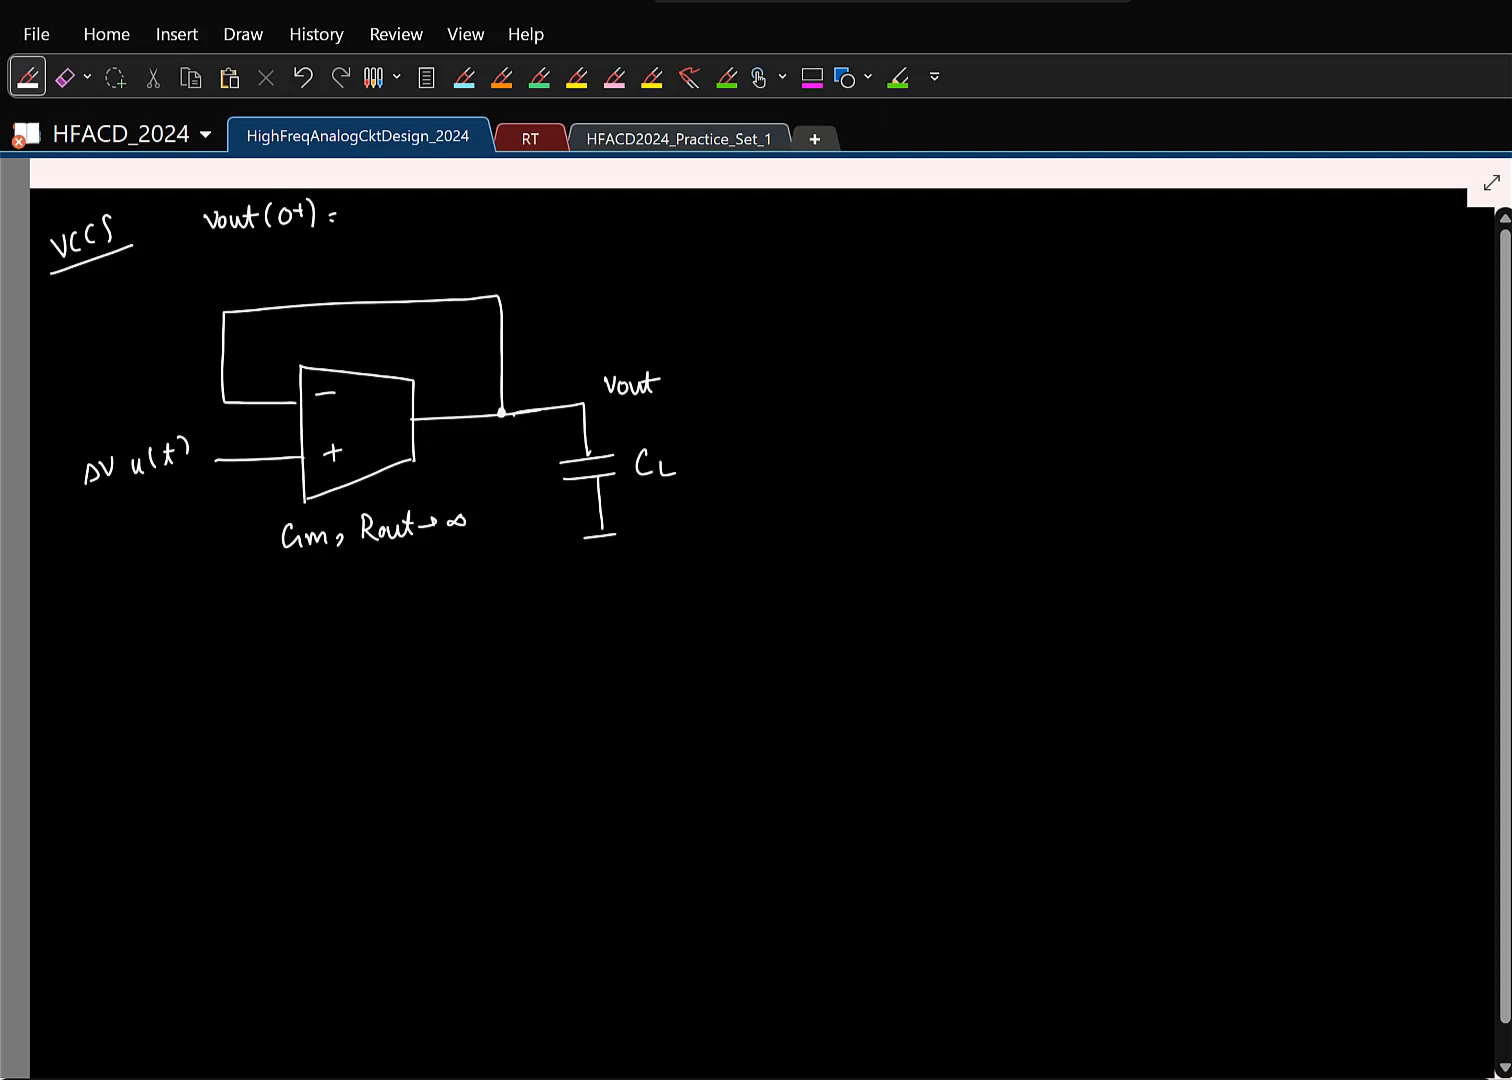 File Home Insert Draw History Review View Help
HFACD_2024 HighFreqAnalogCktDesign_2024 RT HFACD2024_Practice_Set_1 +
VCCS
Vout(0+) =
Vout
−
+
ΔV u(t)
CL
Gm, Rout → ∞